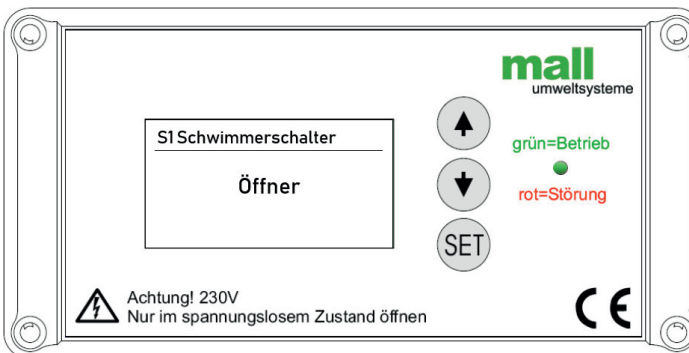 mall
umweltsysteme
S1 Schwimmerschalter
Öffner
grün=Betrieb
rot=Störung
SET
Achtung! 230V
Nur im spannungslosem Zustand öffnen
CE